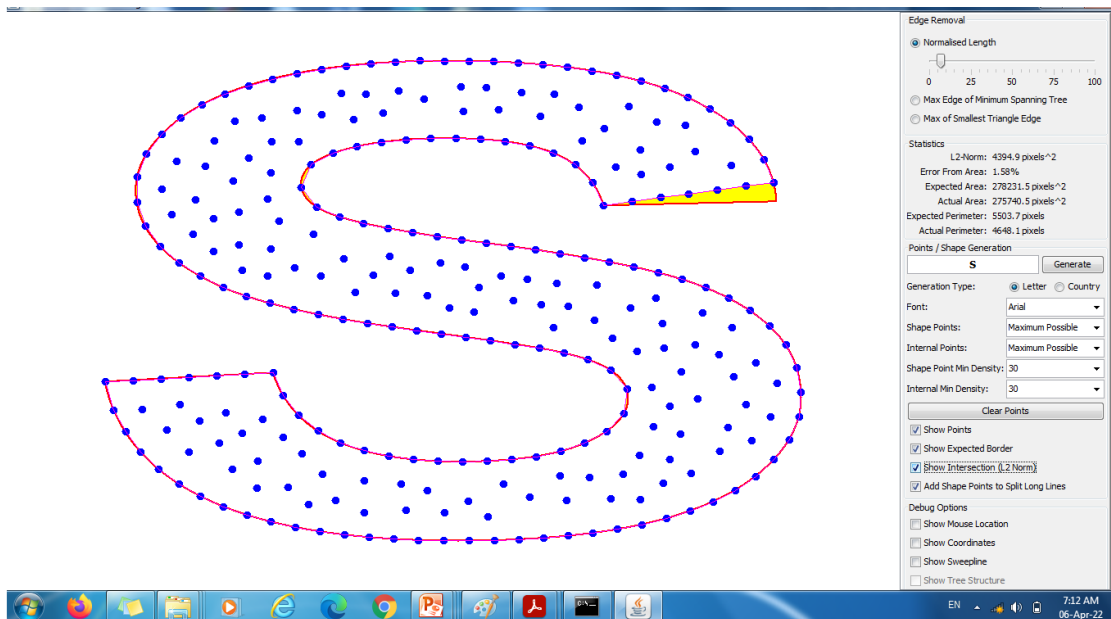 Edge Removal
Normalised Length
0 25 50 75 100
Max Edge of Minimum Spanning Tree
Max of Smallest Triangle Edge
Statistics
L2-Norm: 4394.9 pixels^2
Error From Area: 1.58%
Expected Area: 278231.5 pixels^2
Actual Area: 275740.5 pixels^2
Expected Perimeter: 5503.7 pixels
Actual Perimeter: 4648.1 pixels
Points / Shape Generation
S Generate
Generation Type: Letter Country
Font: Arial
Shape Points: Maximum Possible
Internal Points: Maximum Possible
Shape Point Min Density: 30
Internal Min Density: 30
Clear Points
Show Points
Show Expected Border
Show Intersection (L2 Norm)
Add Shape Points to Split Long Lines
Debug Options
Show Mouse Location
Show Coordinates
Show Sweepline
Show Tree Structure
EN 7:12 AM
06-Apr-22